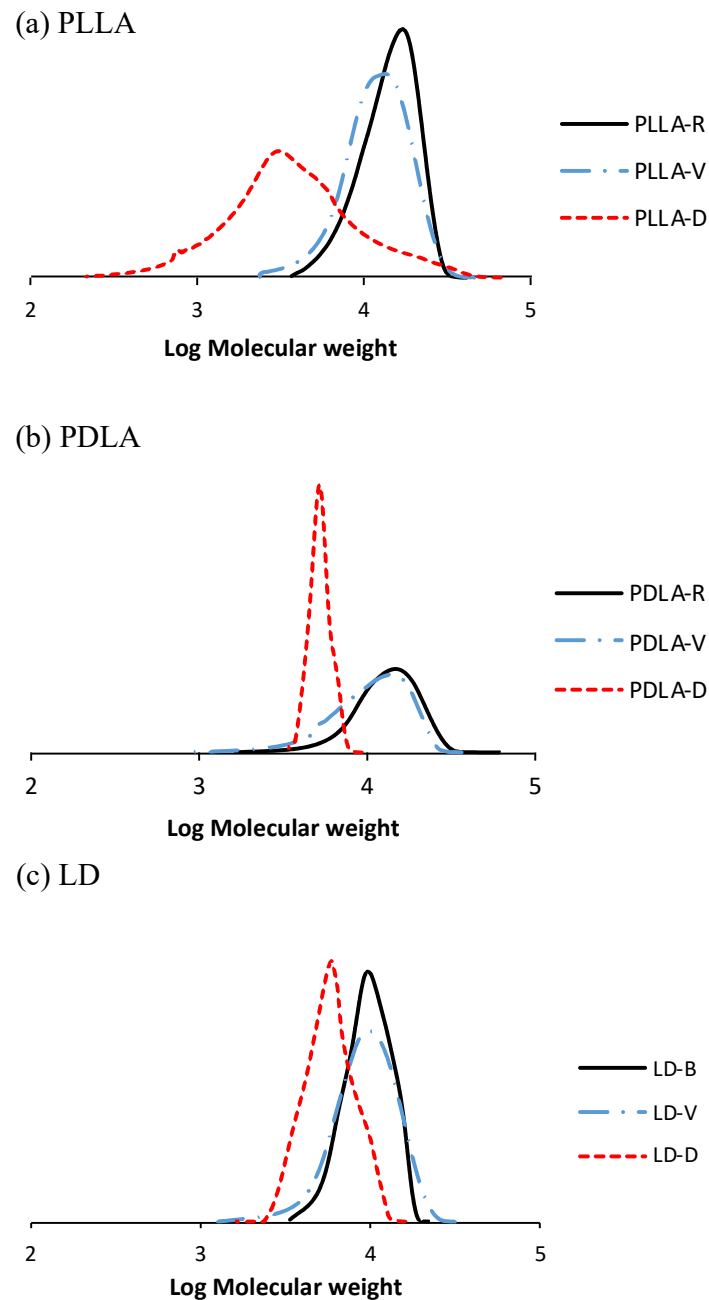 (a) PLLA
PLLA-R
PLLA-V
PLLA-D
2 3 4 5
Log Molecular weight
(b) PDLA
PDLA-R
PDLA-V
PDLA-D
2 3 4 5
Log Molecular weight
(c) LD
LD-B
LD-V
LD-D
2 3 4 5
Log Molecular weight